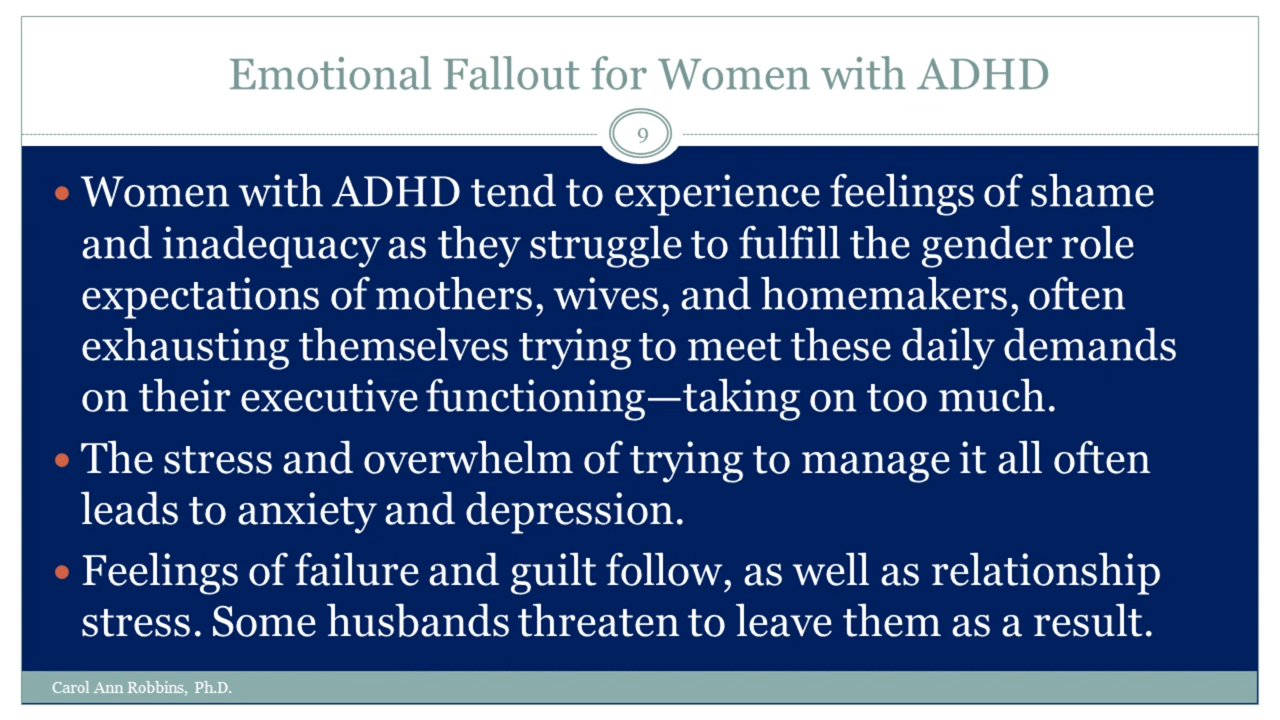 Emotional Fallout for Women with ADHD
9
• Women with ADHD tend to experience feelings of shame
and inadequacy as they struggle to fulfill the gender role
expectations of mothers, wives, and homemakers, often
exhausting themselves trying to meet these daily demands
on their executive functioning—taking on too much.
• The stress and overwhelm of trying to manage it all often
leads to anxiety and depression.
• Feelings of failure and guilt follow, as well as relationship
stress. Some husbands threaten to leave them as a result.
Carol Ann Robbins, Ph.D.